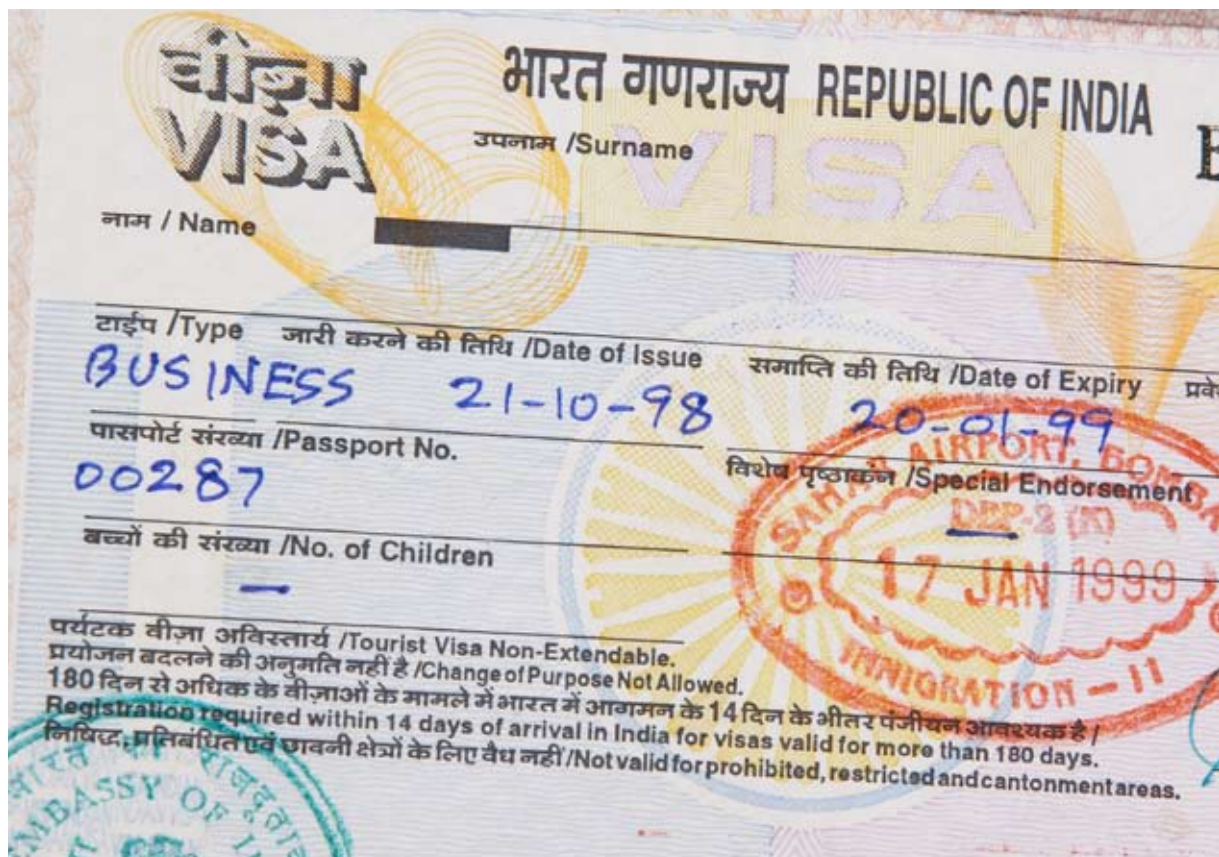 वीज़ा
VISA
भारत गणराज्य REPUBLIC OF INDIA
उपनाम /Surname
VISA
नाम / Name
टाईप /Type जारी करने की तिथि /Date of Issue समाप्ति की तिथि /Date of Expiry
BUSINESS 21-10-98 20-01-99
पासपोर्ट संख्या /Passport No. विशेष पृष्ठाकंन /Special Endorsement
00287 —
बच्चों की संख्या /No. of Children
—
SAHAR AIRPORT, BOMBA
17 JAN 1999
IMNIGRATION - II
पर्यटक वीज़ा अविस्तार्य /Tourist Visa Non-Extendable.
प्रयोजन बदलने की अनुमति नहीं है /Change of Purpose Not Allowed.
180 दिन से अधिक के वीज़ाओं के मामले में भारत में आगमन के 14 दिन के भीतर पंजीयन आवश्यक है /
Registration required within 14 days of arrival in India for visas valid for more than 180 days.
निषिद्ध, प्रतिबंधित एवं छावनी क्षेत्रों के लिए वैध नहीं /Not valid for prohibited, restricted and cantonment areas.
EMBASSY OF